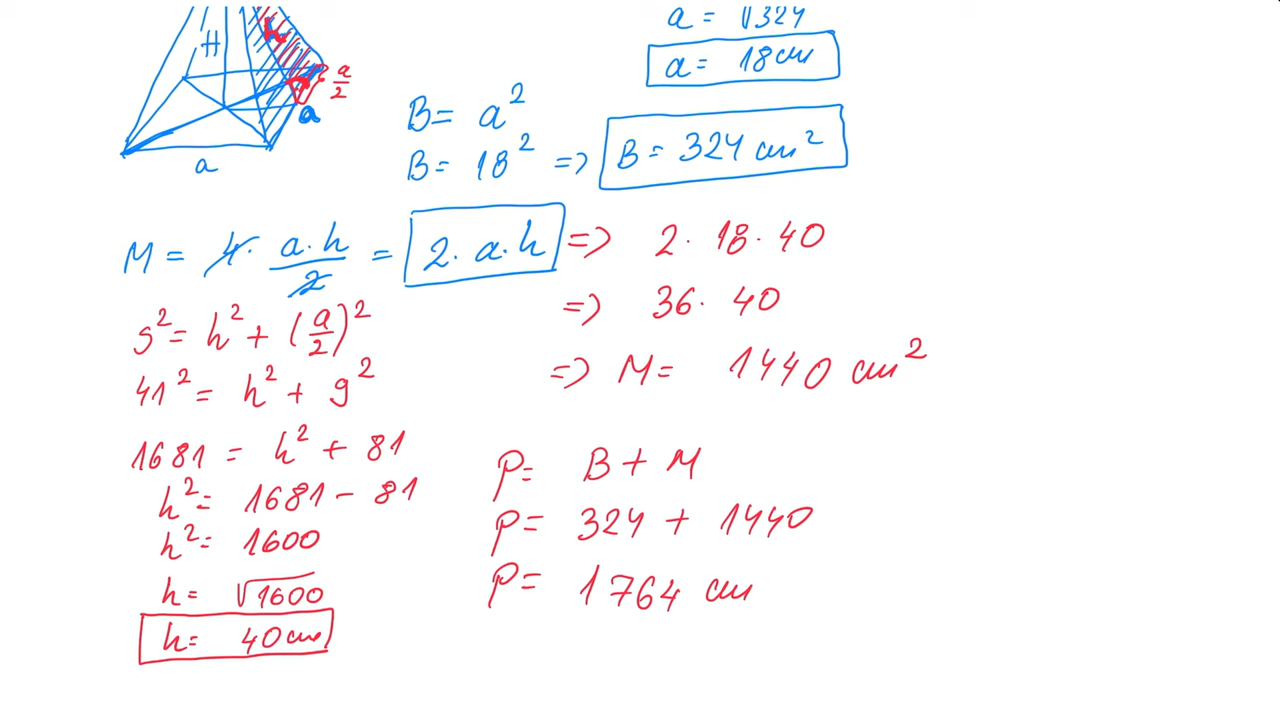 a = √324
a = 18 cm
H
h
a/2
a
a
B = a²
B = 18² => B = 324 cm²
M = 4 · a·h/2 = 2·a·h => 2 · 18 · 40
=> 36 · 40
=> M = 1440 cm²
s² = h² + (a/2)²
41² = h² + 9²
1681 = h² + 81
h² = 1681 - 81
h² = 1600
h = √1600
h = 40 cm
P = B + M
P = 324 + 1440
P = 1764 cm